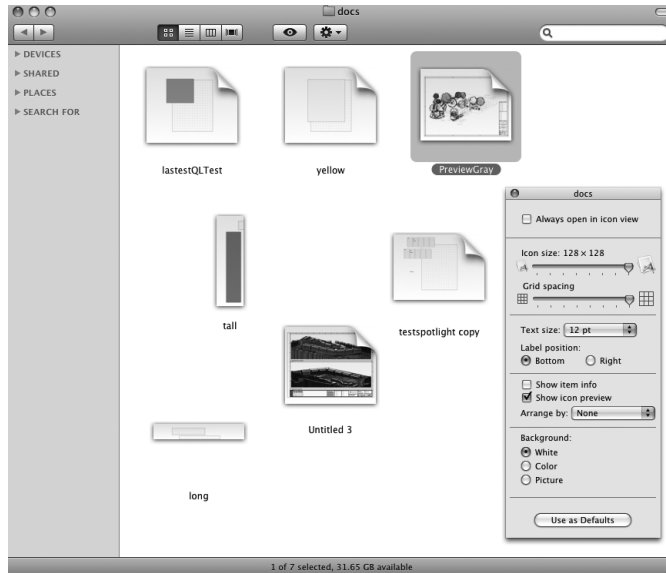 docs
DEVICES
SHARED
PLACES
SEARCH FOR
lastestQLTest
yellow
PreviewGray
tall
testspotlight copy
Untitled 3
long
docs
Always open in icon view
Icon size: 128 × 128
Grid spacing
Text size: 12 pt
Label position:
Bottom Right
Show item info
Show icon preview
Arrange by: None
Background:
White
Color
Picture
Use as Defaults
1 of 7 selected, 31.65 GB available